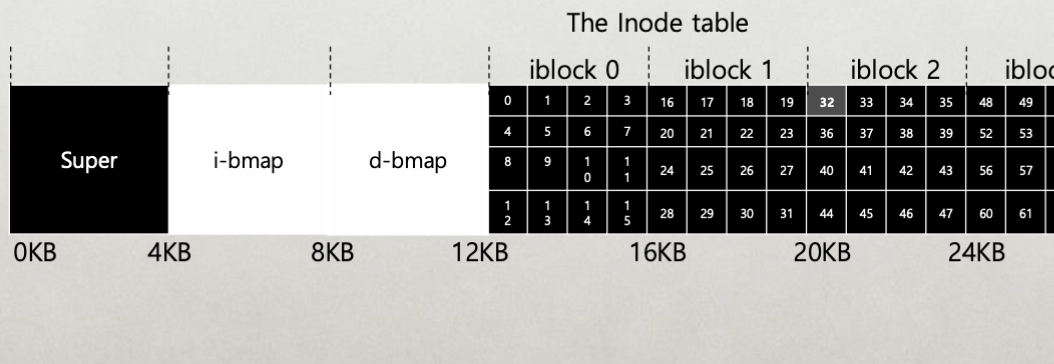 The Inode table
iblock 0 iblock 1 iblock 2 ibloc
0 1 2 3 16 17 18 19 32 33 34 35 48 49
4 5 6 7 20 21 22 23 36 37 38 39 52 53
Super i-bmap d-bmap
8 9 10 11 24 25 26 27 40 41 42 43 56 57
12 13 14 15 28 29 30 31 44 45 46 47 60 61
0KB 4KB 8KB 12KB 16KB 20KB 24KB